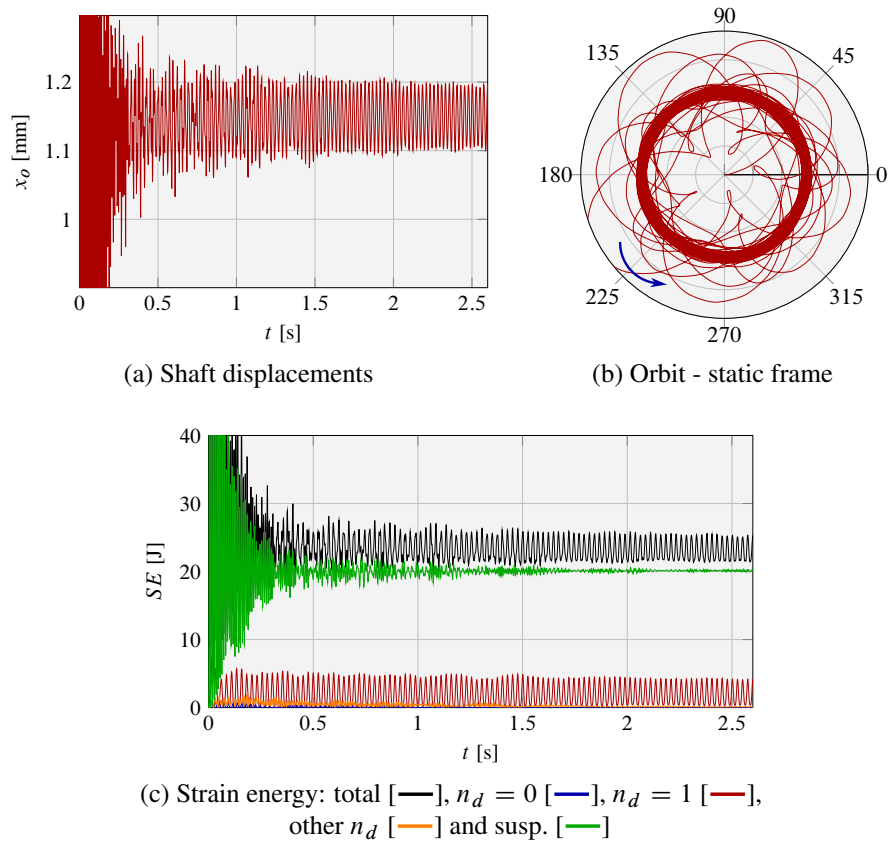 1.2
1.1
1
x_o [mm]
0 0.5 1 1.5 2 2.5
t [s]
(a) Shaft displacements
90
135 45
180 0
225 315
270
(b) Orbit - static frame
40
30
20
10
0
SE [J]
0 0.5 1 1.5 2 2.5
t [s]
(c) Strain energy: total [—], n_d = 0 [—], n_d = 1 [—],
other n_d [—] and susp. [—]